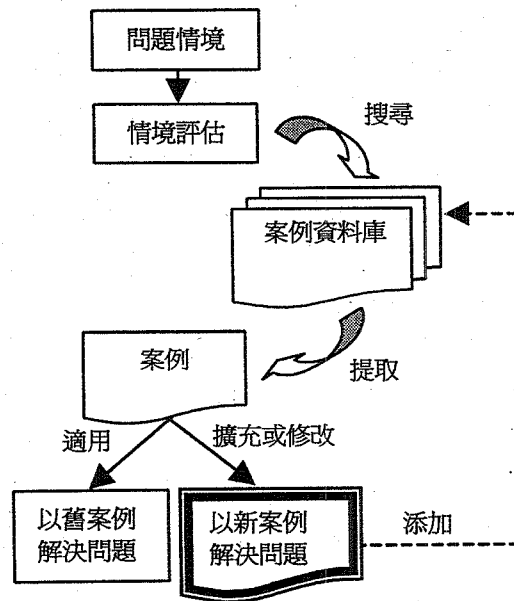 問題情境
情境評估
搜尋
案例資料庫
案例
提取
適用
擴充或修改
以舊案例
解決問題
以新案例
解決問題
添加